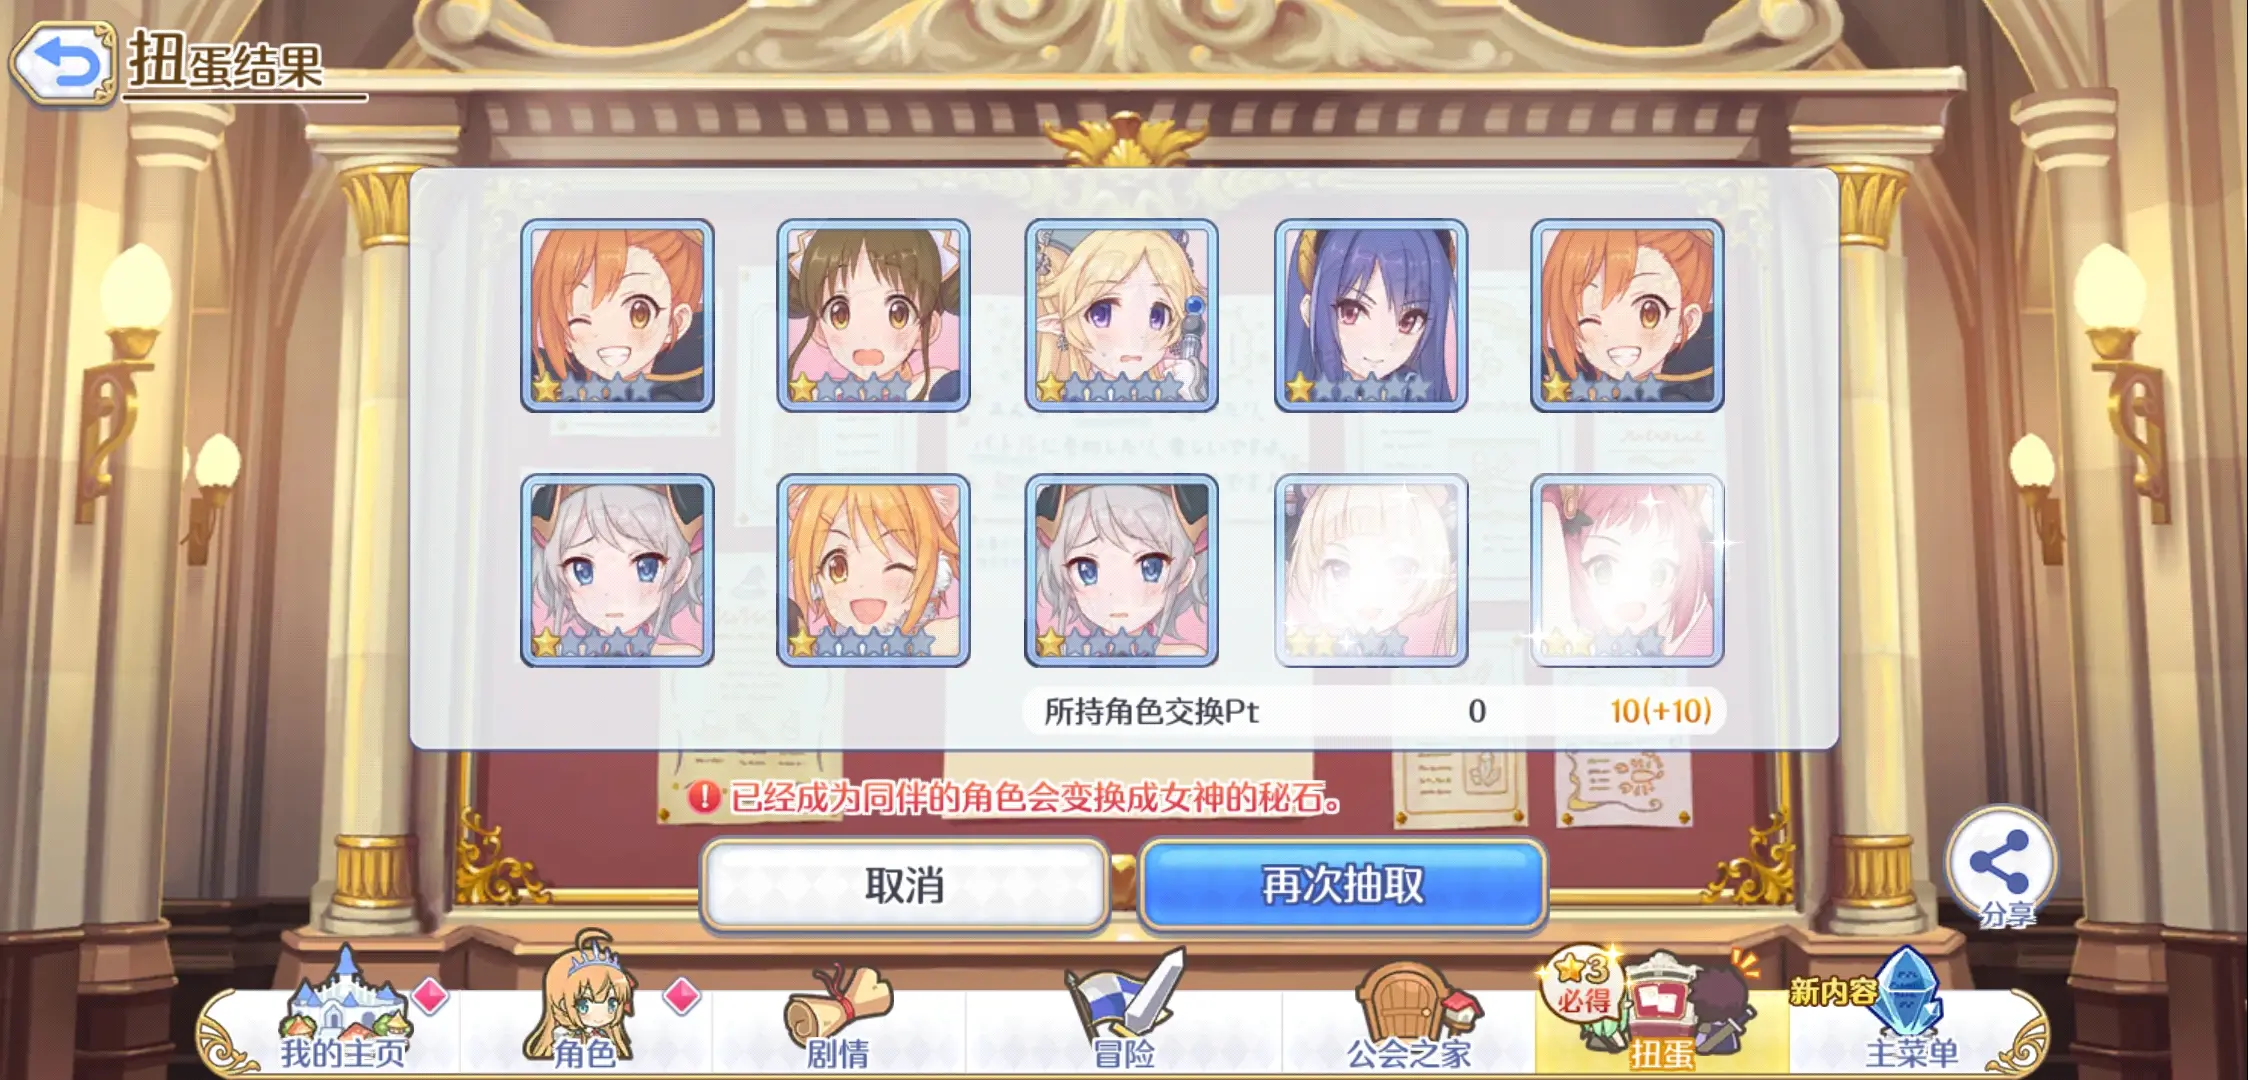 扭蛋结果
所持角色交换Pt 0 10(+10)
已经成为同伴的角色会变换成女神的秘石。
取消
再次抽取
分享
3
必得
新内容
我的主页
角色
剧情
冒险
公会之家
扭蛋
主菜单